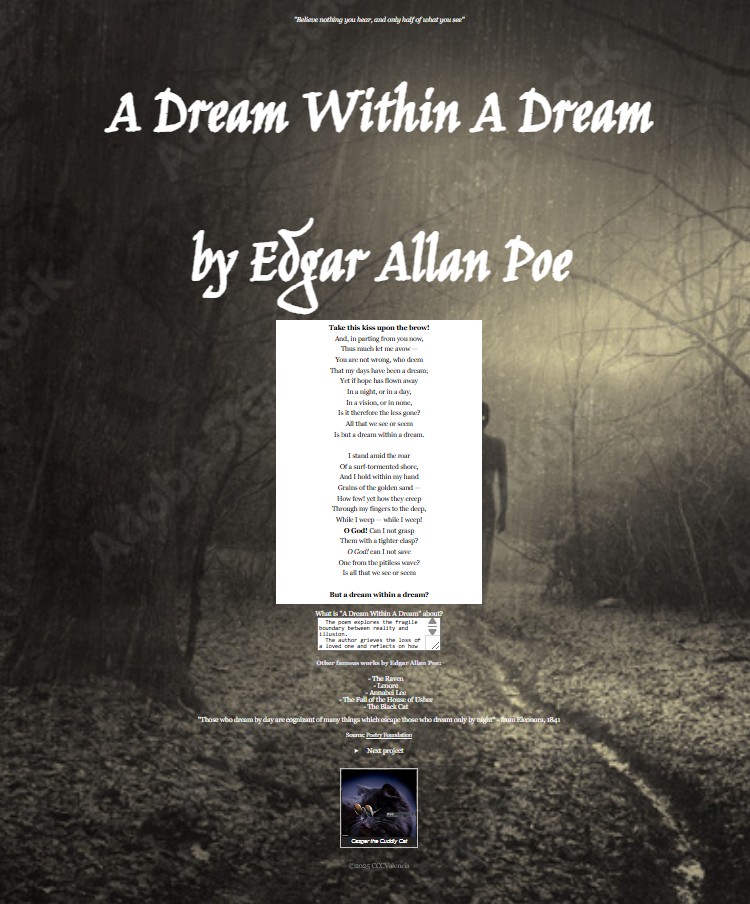 "Believe nothing you hear, and only half of what you see"
A Dream Within A Dream
by Edgar Allan Poe
Take this kiss upon the brow!
And, in parting from you now,
Thus much let me avow —
You are not wrong, who deem
That my days have been a dream;
Yet if hope has flown away
In a night, or in a day,
In a vision, or in none,
Is it therefore the less gone?
All that we see or seem
Is but a dream within a dream.
I stand amid the roar
Of a surf-tormented shore,
And I hold within my hand
Grains of the golden sand —
How few! yet how they creep
Through my fingers to the deep,
While I weep — while I weep!
O God! Can I not grasp
Them with a tighter clasp?
O God! can I not save
One from the pitiless wave?
Is all that we see or seem
But a dream within a dream?
What is "A Dream Within A Dream" about?
The poem explores the fragile
boundary between reality and
illusion.
The author grieves the loss of
a loved one and reflects on how
Other famous works by Edgar Allan Poe:
- The Raven
- Lenore
- Annabel Lee
- The Fall of the House of Usher
- The Black Cat
"Those who dream by day are cognizant of many things which escape those who dream only by night" - from Eleonora, 1841
Source: Poetry Foundation
► Next project
Casper the Cuddly Cat
©2025 CCCValencia